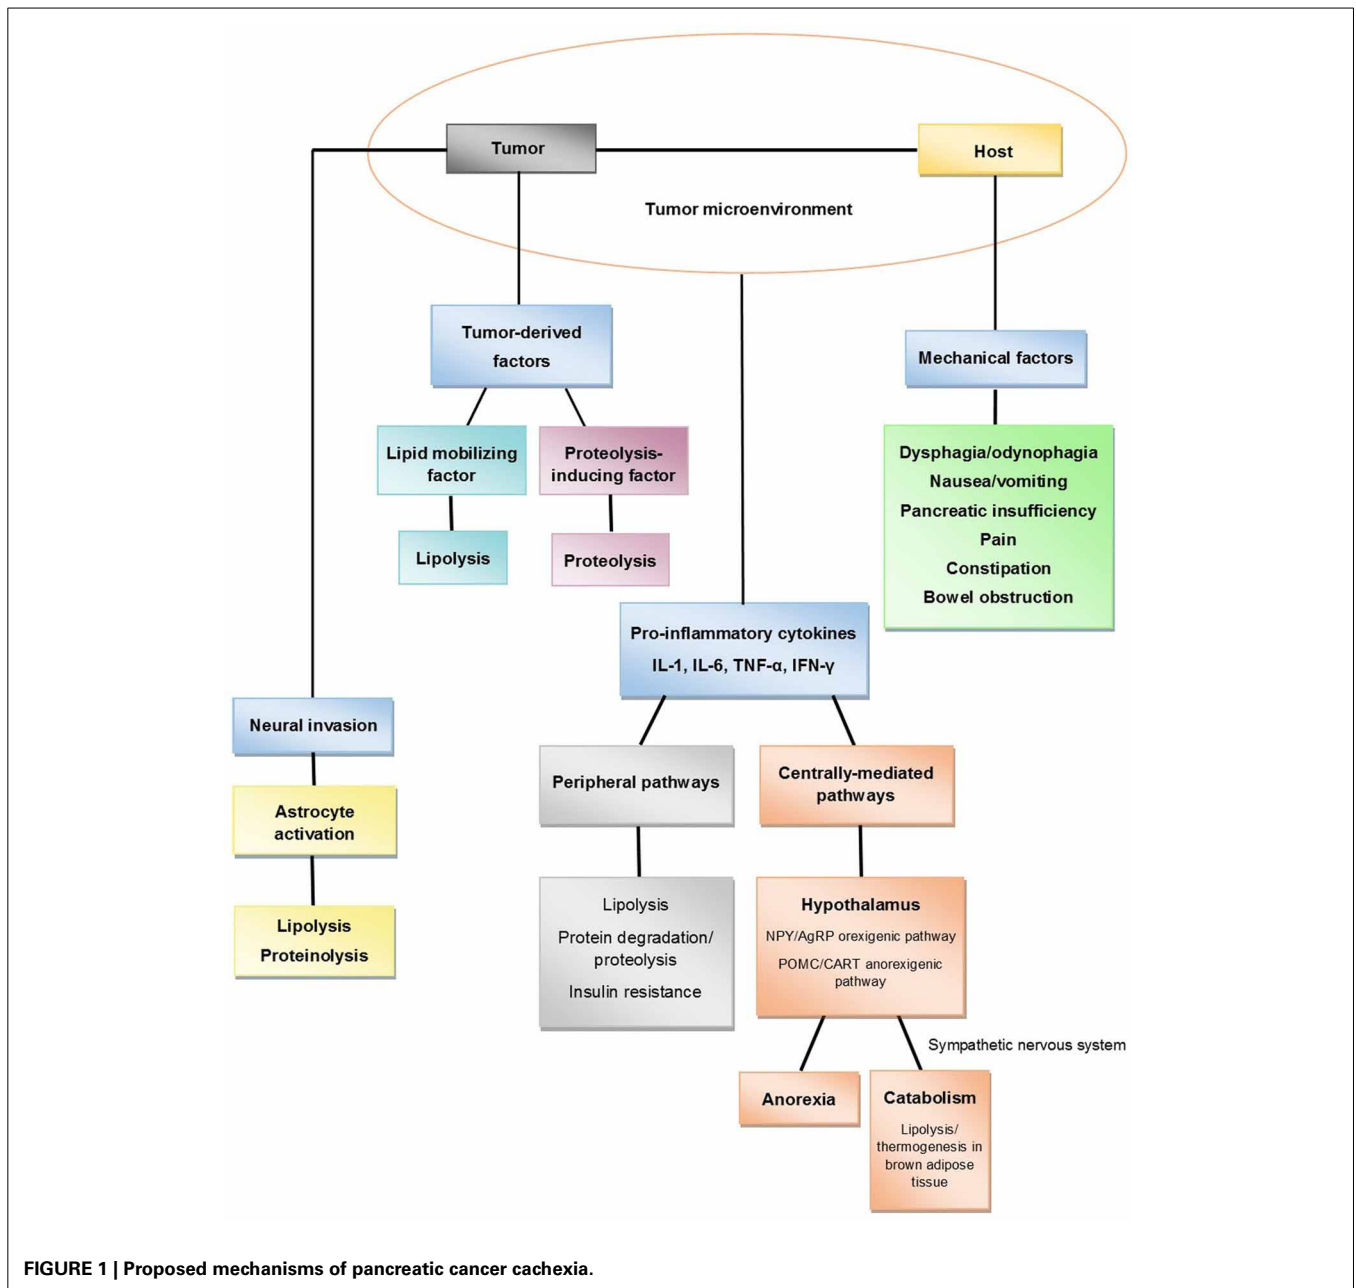 Tumor
Host
Tumor microenvironment
Tumor-derived
factors
Mechanical factors
Lipid mobilizing
factor
Proteolysis-
inducing factor
Dysphagia/odynophagia
Nausea/vomiting
Pancreatic insufficiency
Pain
Constipation
Bowel obstruction
Lipolysis
Proteolysis
Pro-inflammatory cytokines
IL-1, IL-6, TNF-α, IFN-γ
Neural invasion
Peripheral pathways
Centrally-mediated
pathways
Astrocyte
activation
Lipolysis
Proteinolysis
Lipolysis
Protein degradation/
proteolysis
Insulin resistance
Hypothalamus
NPY/AgRP orexigenic pathway
POMC/CART anorexigenic
pathway
Sympathetic nervous system
Anorexia
Catabolism
Lipolysis/
thermogenesis in
brown adipose
tissue
FIGURE 1 | Proposed mechanisms of pancreatic cancer cachexia.